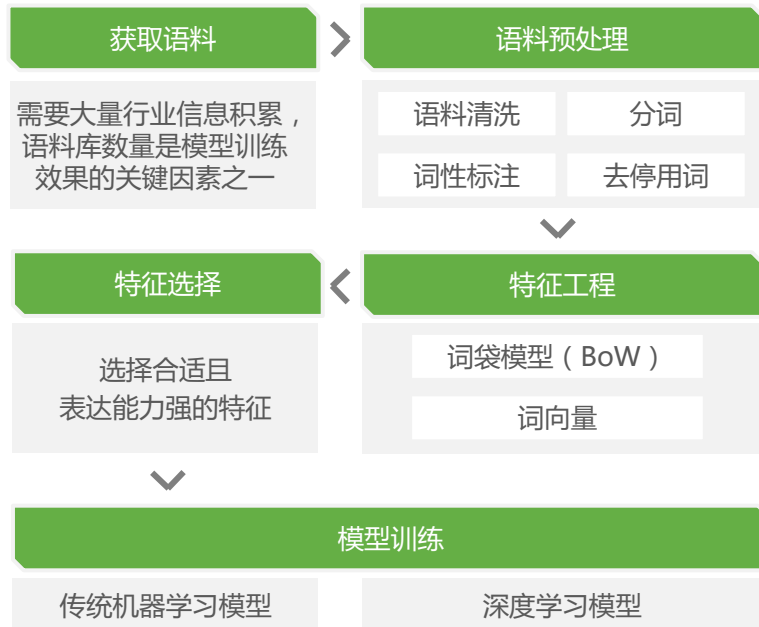 获取语料
语料预处理
需要大量行业信息积累，
语料库数量是模型训练
效果的关键因素之一
语料清洗
分词
词性标注
去停用词
特征选择
特征工程
选择合适且
表达能力强的特征
词袋模型（BoW）
词向量
模型训练
传统机器学习模型
深度学习模型